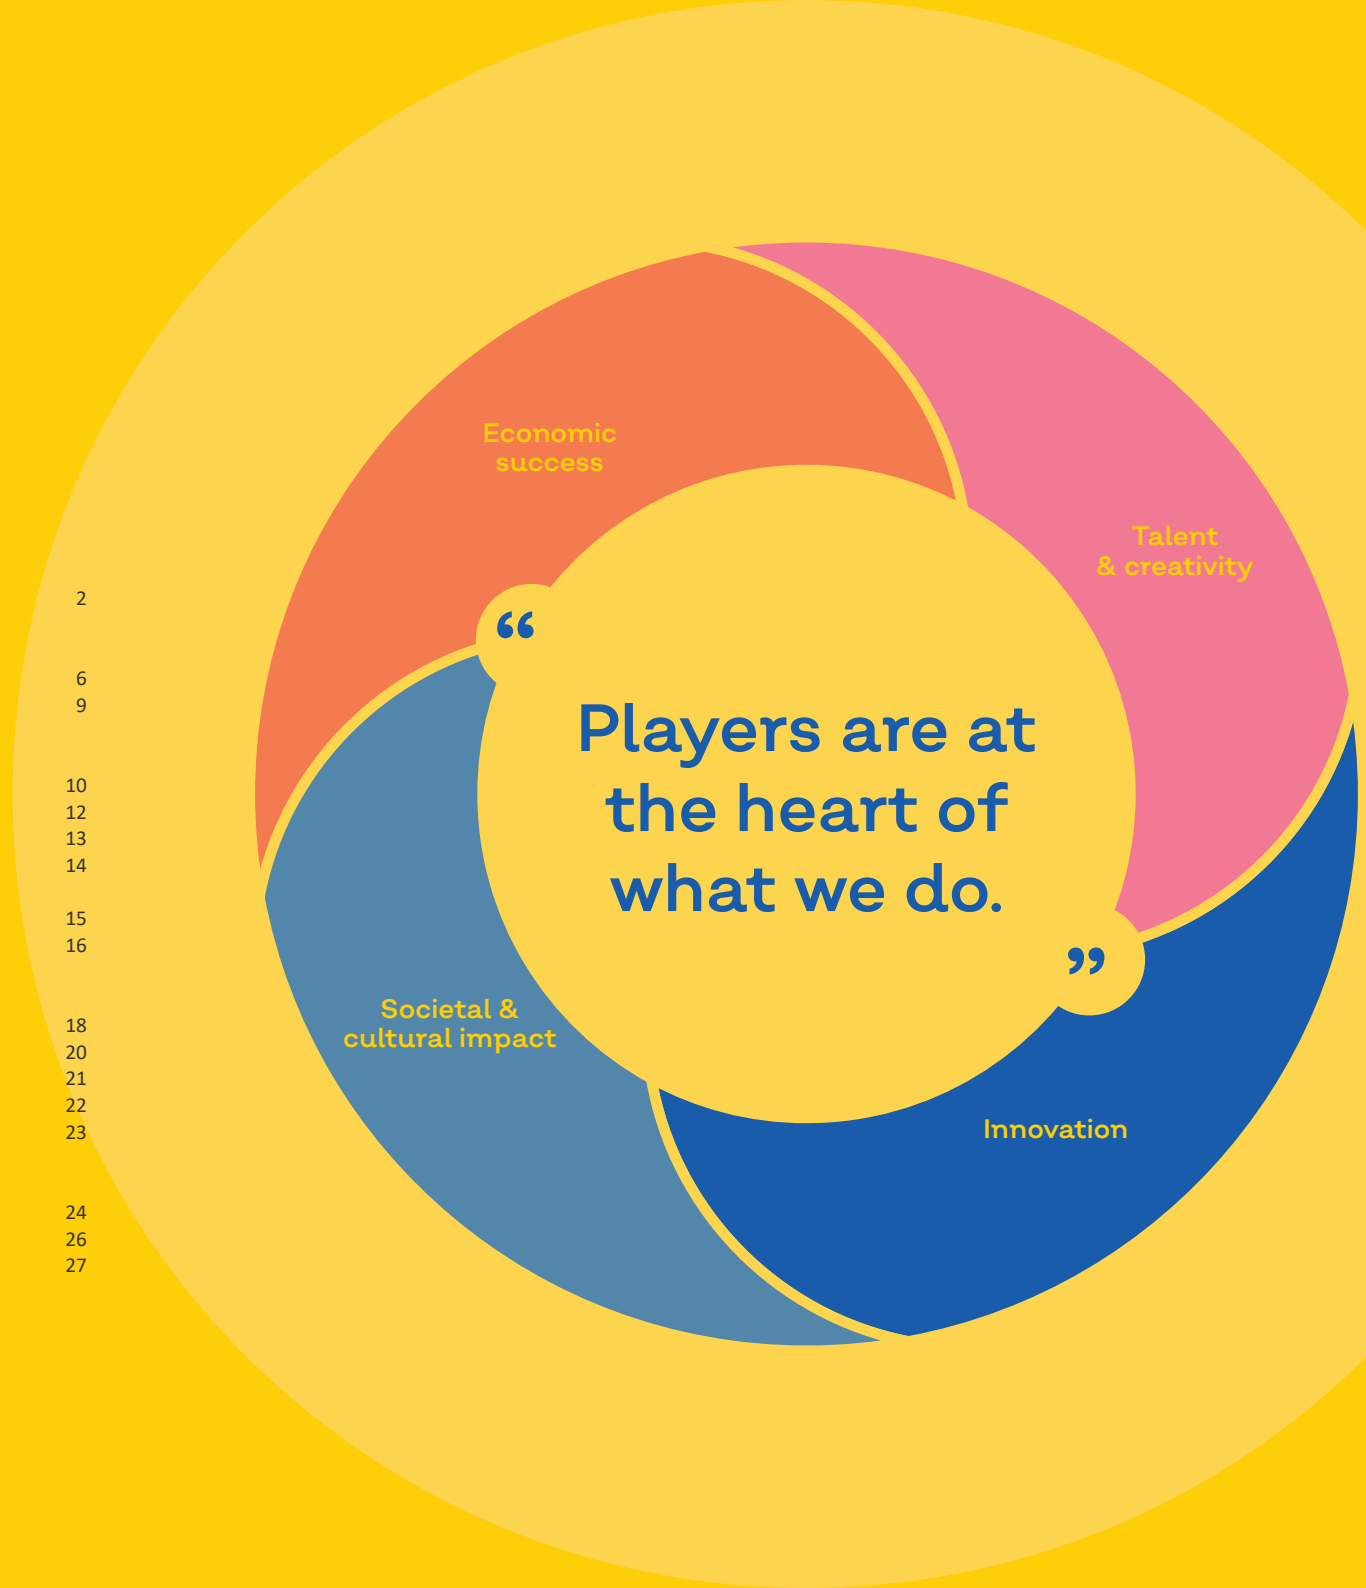 2
6
9
10
12
13
14
15
16
18
20
21
22
23
24
26
27
Economic
success
Talent
& creativity
“
Players are at
the heart of
what we do.
”
Societal &
cultural impact
Innovation